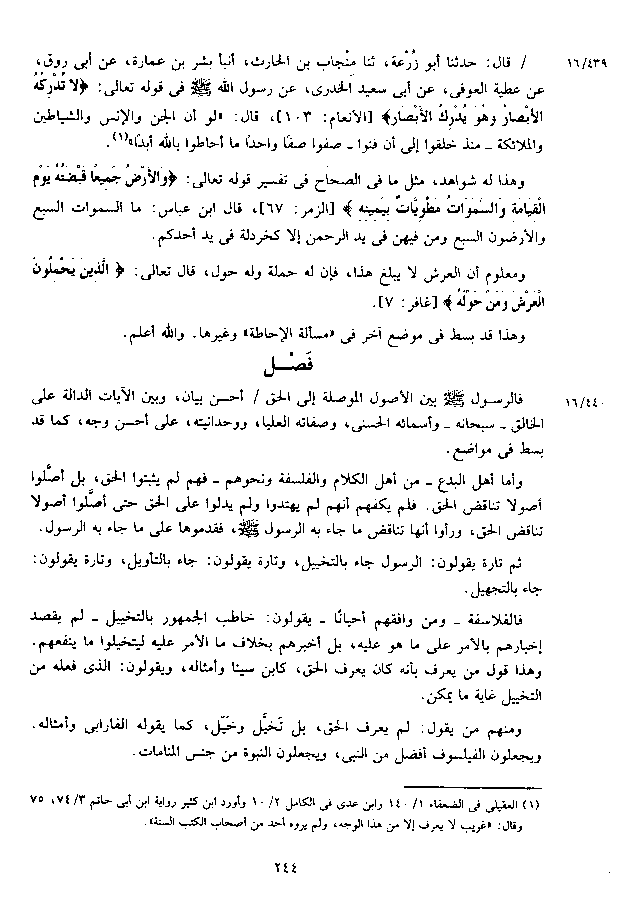 ١٦/٤٣٩ / قال: حدثنا أبو زُرْعة، ثنا مِنْجاب بن الحارث، أنبأ بشر بن عمارة، عن أبى روق،
عن عطية العوفى، عن أبى سعيد الخدرى، عن رسول الله ﷺ فى قوله تعالى: ﴿لا تُدْرِكُهُ
الأَبْصَارُ وَهُوَ يُدْرِكُ الأَبْصَارَ﴾ [الأنعام: ١٠٣]، قال: «لو أن الجن والإنس والشياطين
والملائكة ـ منذ خلقوا إلى أن فنوا ـ صفوا صفًا واحدًا ما أحاطوا بالله أبدًا»(١).
وهذا له شواهد، مثل ما فى الصحاح فى تفسير قوله تعالى: ﴿وَالأَرْضُ جَمِيعًا قَبْضَتُهُ يَوْمَ
الْقِيَامَةِ وَالسَّمَوَاتُ مَطْوِيَّاتٌ بِيَمِينِهِ﴾ [الزمر: ٦٧]، قال ابن عباس: ما السموات السبع
والأرضون السبع ومن فيهن فى يد الرحمن إلا كخردلة فى يد أحدكم.
ومعلوم أن العرش لا يبلغ هذا، فإن له حملة وله حول، قال تعالى: ﴿الَّذِينَ يَحْمِلُونَ
الْعَرْشَ وَمَنْ حَوْلَهُ﴾ [غافر: ٧].
وهذا قد بسط فى موضع آخر فى «مسألة الإحاطة» وغيرها. والله أعلم.
فَصْـــل
١٦/٤٤٠ فالرسول ﷺ بين الأصول الموصلة إلى الحق / أحسن بيان، وبين الآيات الدالة على
الخالق ـ سبحانه ـ وأسمائه الحسنى، وصفاته العليا، ووحدانيته، على أحسن وجه، كما قد
بسط فى مواضع.
وأما أهل البدع ـ من أهل الكلام والفلسفة ونحوهم ـ فهم لم يثبتوا الحق، بل أصَّلوا
أصولا تناقض الحق. فلم يكفهم أنهم لم يهتدوا ولم يدلوا على الحق حتى أصَّلوا أصولا
تناقض الحق، ورأوا أنها تناقض ما جاء به الرسول ﷺ، فقدموها على ما جاء به الرسول.
ثم تارة يقولون: الرسول جاء بالتخييل، وتارة يقولون: جاء بالتأويل، وتارة يقولون:
جاء بالتجهيل.
فالفلاسفة ـ ومن وافقهم أحيانًا ـ يقولون: خاطب الجمهور بالتخييل ـ لم يقصد
إخبارهم بالأمر على ما هو عليه، بل أخبرهم بخلاف ما الأمر عليه ليتخيلوا ما ينفعهم.
وهذا قول من يعرف بأنه كان يعرف الحق، كابن سينا وأمثاله، ويقولون: الذى فعله من
التخييل غاية ما يمكن.
ومنهم من يقول: لم يعرف الحق، بل تَخيَّل وخَيَّل، كما يقوله الفارابى وأمثاله.
ويجعلون الفيلسوف أفضل من النبى، ويجعلون النبوة من جنس المنامات.
(١) العقيلى فى الضعفاء ١/ ١٤٠ وابن عدى فى الكامل ٢/ ١٠ وأورد ابن كثير رواية ابن أبى حاتم ٣/ ٧٤، ٧٥
وقال: «غريب لا يعرف إلا من هذا الوجه، ولم يروه أحد من أصحاب الكتب الستة».
٢٤٤